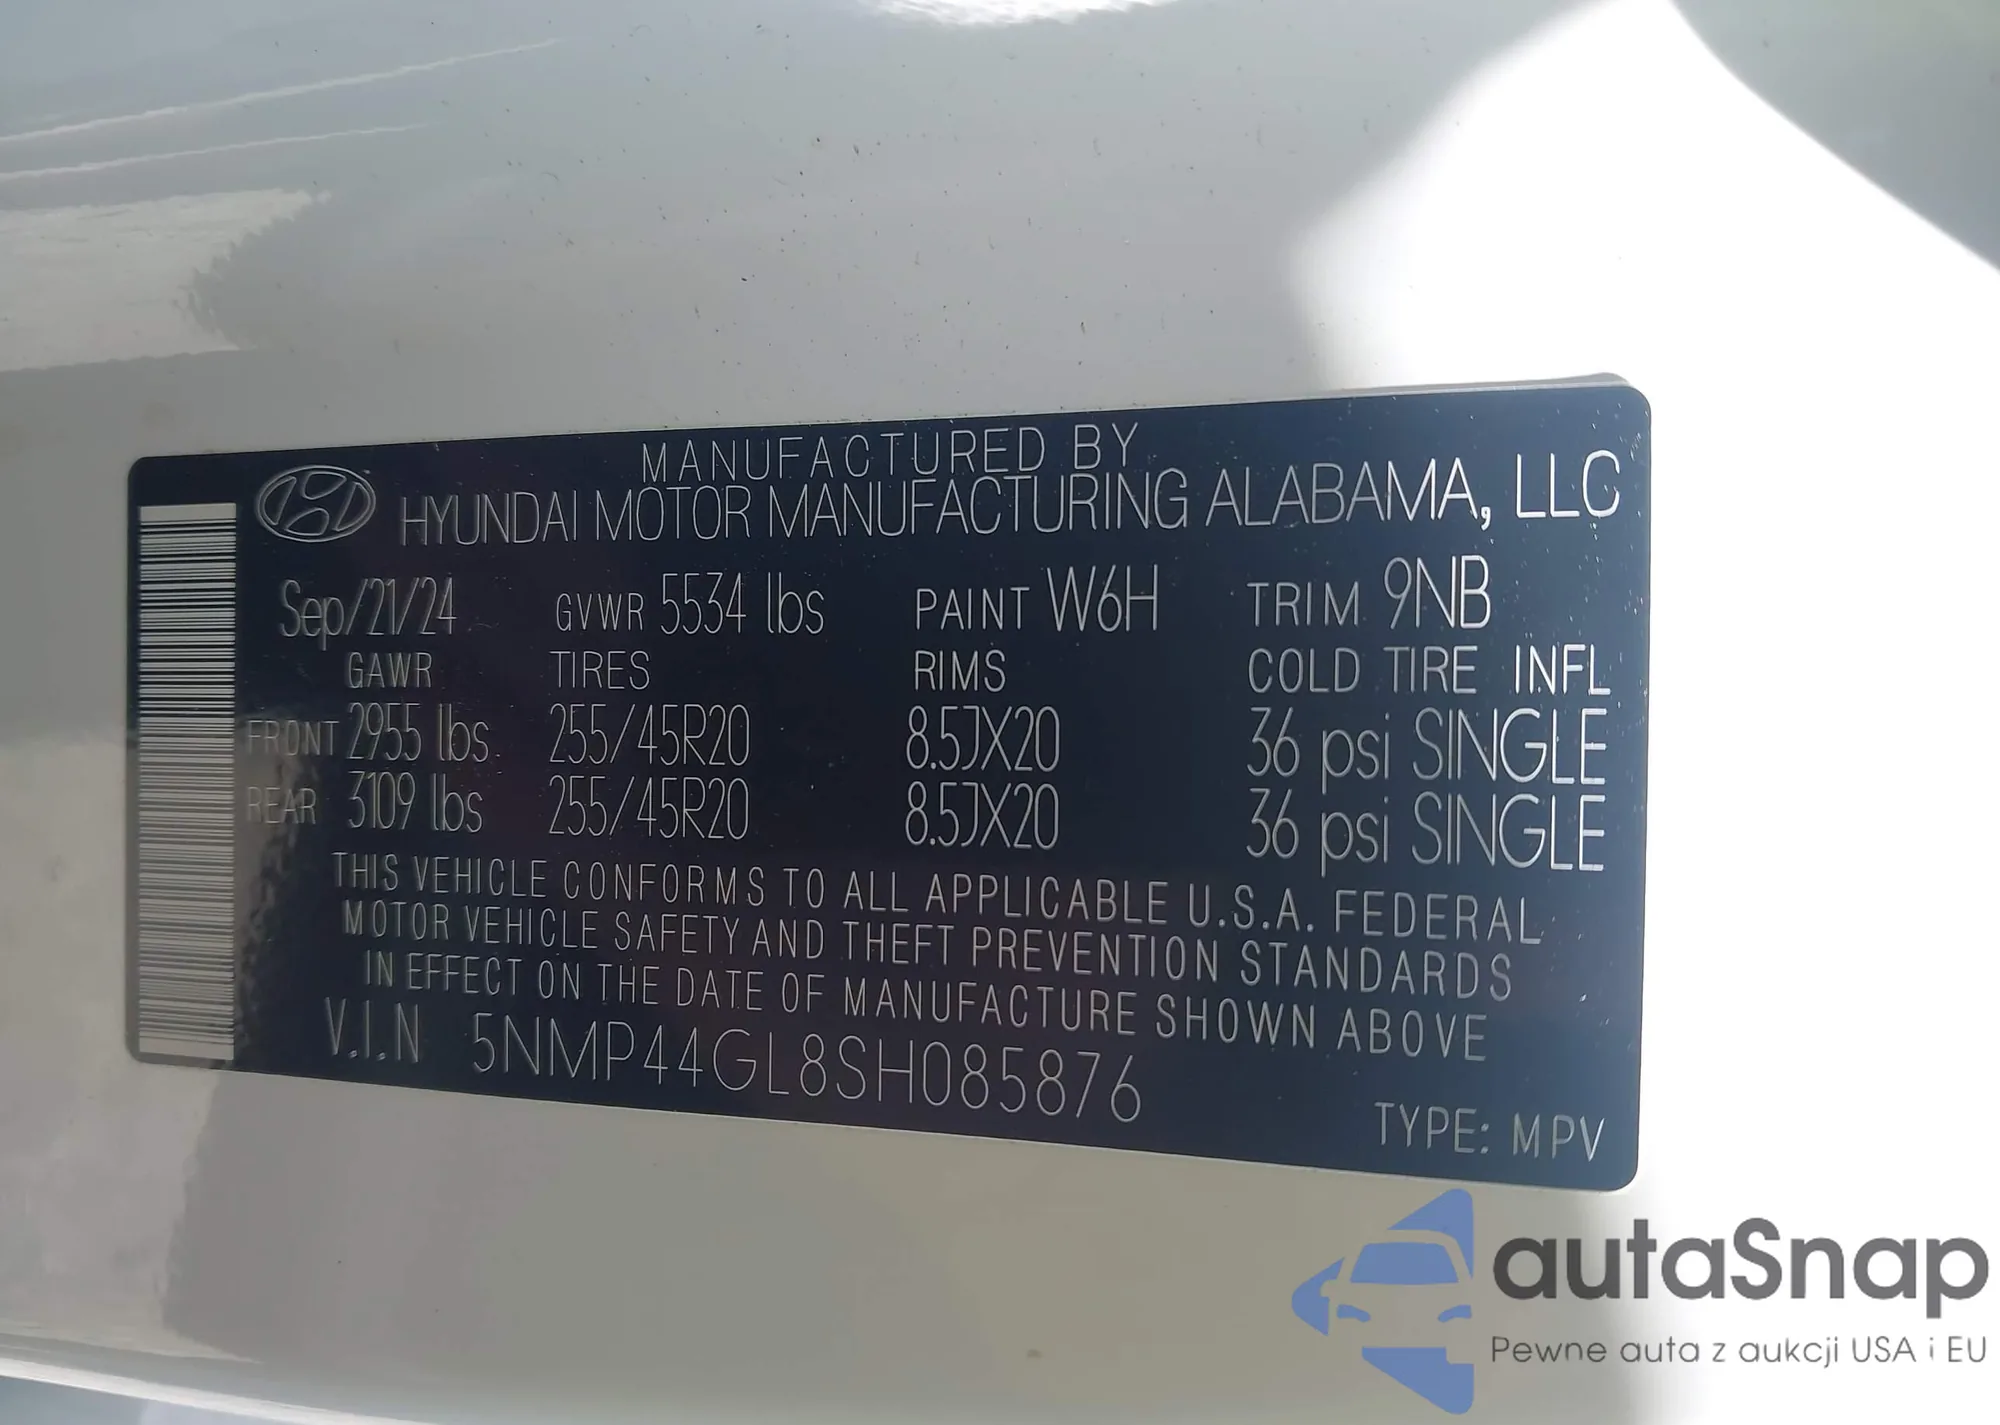 MANUFACTURED BY
HYUNDAI MOTOR MANUFACTURING ALABAMA, LLC
Sep/21/24 GVWR 5534 lbs PAINT W6H TRIM 9NB
GAWR TIRES RIMS COLD TIRE INFL
FRONT 2955 lbs 255/45R20 8.5JX20 36 psi SINGLE
REAR 3109 lbs 255/45R20 8.5JX20 36 psi SINGLE
THIS VEHICLE CONFORMS TO ALL APPLICABLE U.S.A. FEDERAL
MOTOR VEHICLE SAFETY AND THEFT PREVENTION STANDARDS
IN EFFECT ON THE DATE OF MANUFACTURE SHOWN ABOVE
V.I.N 5NMP44GL8SH085876
TYPE: MPV
autaSnap
Pewne auta z aukcji USA i EU